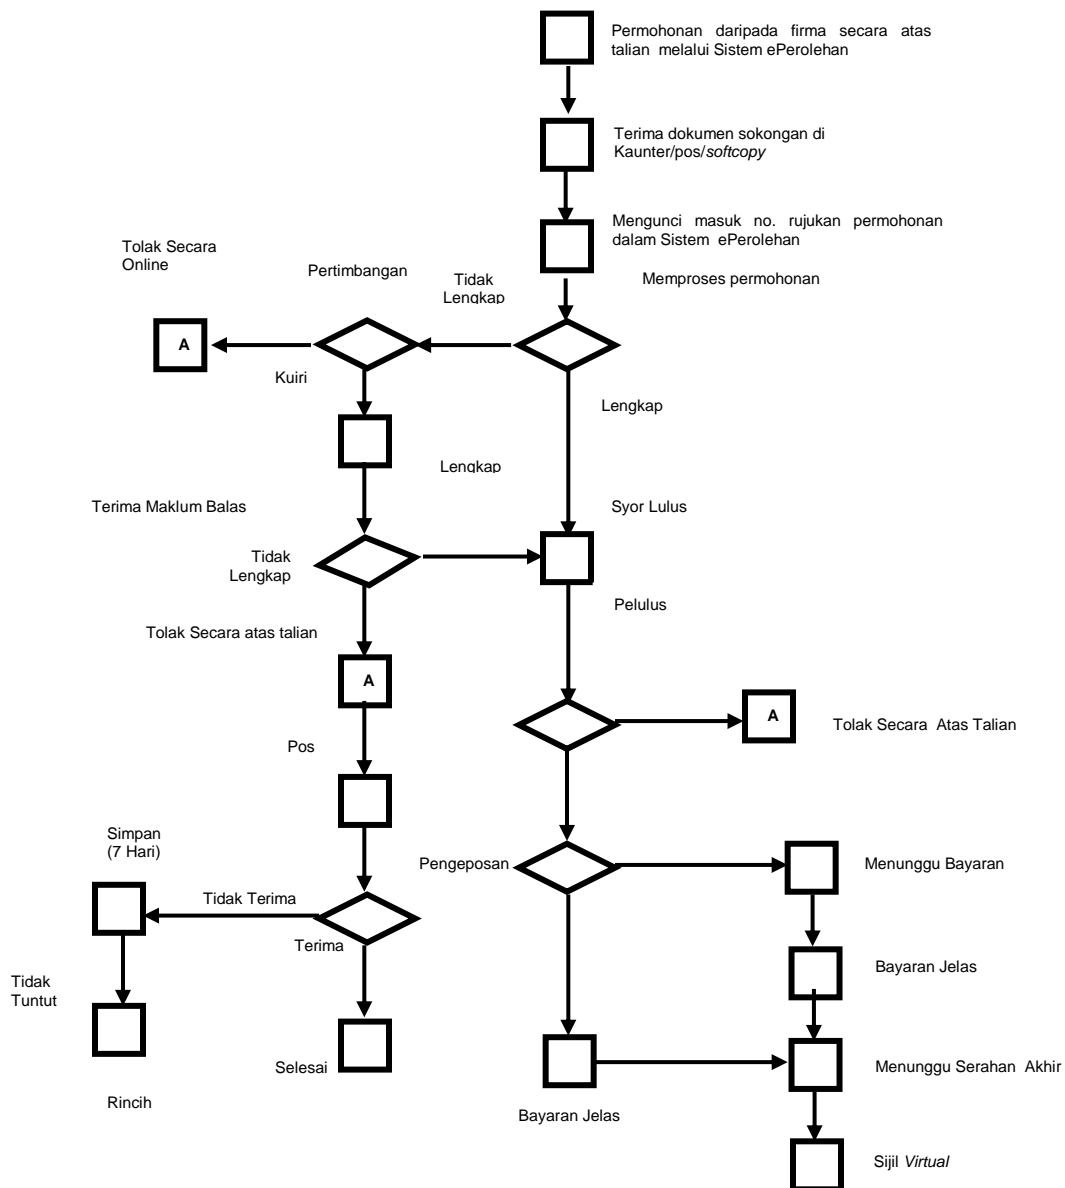 Permohonan daripada firma secara atas
talian melalui Sistem ePerolehan
Terima dokumen sokongan di
Kaunter/pos/softcopy
Mengunci masuk no. rujukan permohonan
dalam Sistem ePerolehan
Tolak Secara
Online
Pertimbangan
Tidak
Lengkap
Memproses permohonan
A
Kuiri
Lengkap
Lengkap
Terima Maklum Balas
Syor Lulus
Tidak
Lengkap
Pelulus
Tolak Secara atas talian
A
A
Tolak Secara Atas Talian
Pos
Simpan
(7 Hari)
Pengeposan
Menunggu Bayaran
Tidak Terima
Terima
Bayaran Jelas
Tidak
Tuntut
Selesai
Menunggu Serahan Akhir
Rincih
Bayaran Jelas
Sijil Virtual